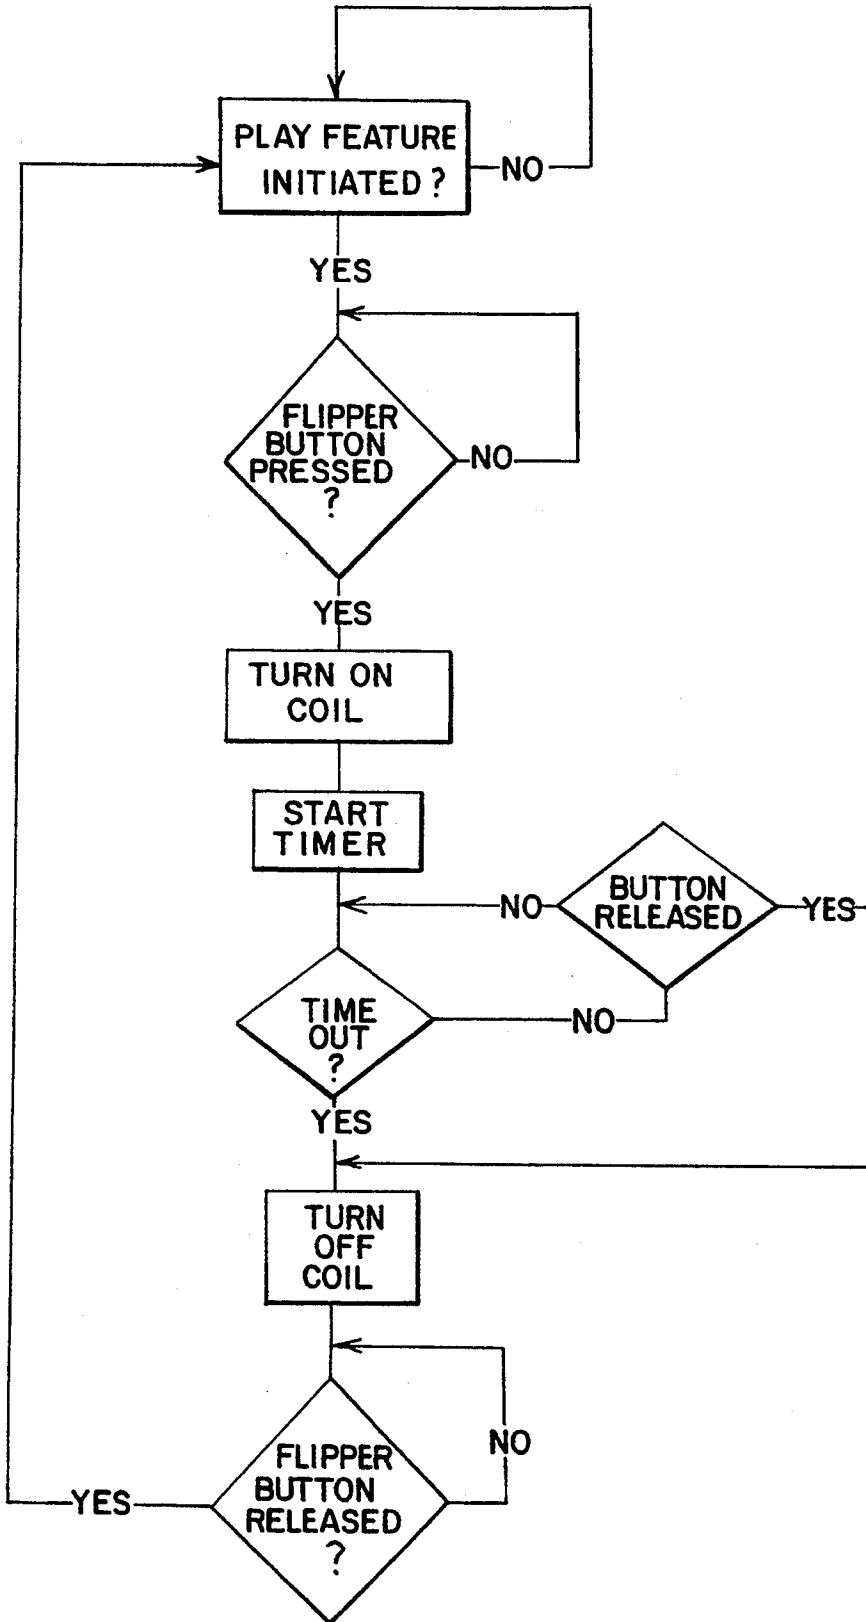 PLAY FEATURE
INITIATED ?
NO
YES
FLIPPER
BUTTON
PRESSED
?
NO
YES
TURN ON
COIL
START
TIMER
NO
BUTTON
RELEASED
YES
TIME
OUT
?
NO
YES
TURN
OFF
COIL
NO
FLIPPER
BUTTON
RELEASED
?
YES